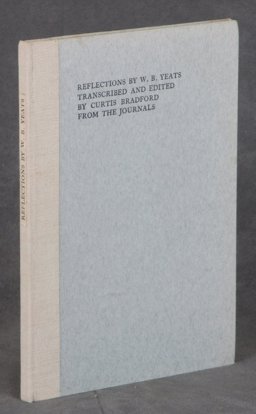 REFLECTIONS BY W. B. YEATS
TRANSCRIBED AND EDITED
BY CURTIS BRADFORD
FROM THE JOURNALS
REFLECTIONS BY W. B. YEATS